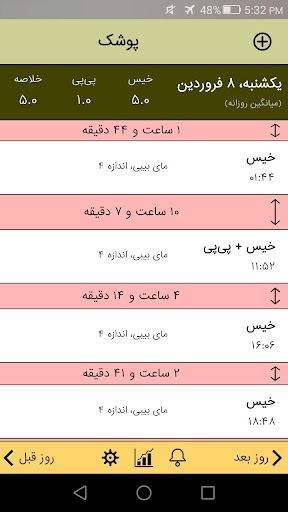 48% 5:32 PM
پوشک
یکشنبه، ۸ فروردین
(میانگین روزانه)
خیس پی‌پی خلاصه
۵.۰ ۱.۰ ۵.۰
۱ ساعت و ۴۴ دقیقه
خیس
۰۱:۴۴
مای بیبی، اندازه ۴
۱۰ ساعت و ۷ دقیقه
خیس + پی‌پی
۱۱:۵۲
مای بیبی، اندازه ۴
۴ ساعت و ۱۴ دقیقه
خیس
۱۶:۰۶
مای بیبی، اندازه ۴
۲ ساعت و ۴۱ دقیقه
خیس
۱۸:۴۸
مای بیبی، اندازه ۴
روز بعد
روز قبل